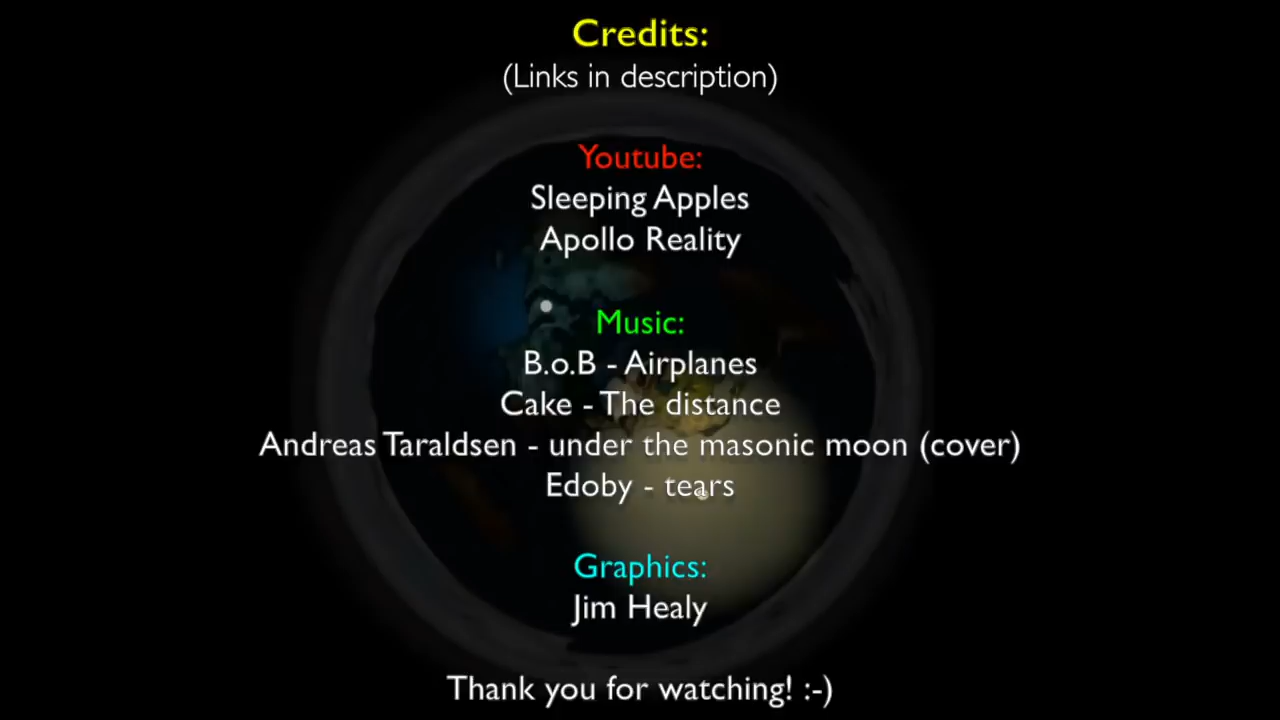 Credits:
(Links in description)
Youtube:
Sleeping Apples
Apollo Reality
Music:
B.o.B - Airplanes
Cake - The distance
Andreas Taraldsen - under the masonic moon (cover)
Edoby - tears
Graphics:
Jim Healy
Thank you for watching! :-)